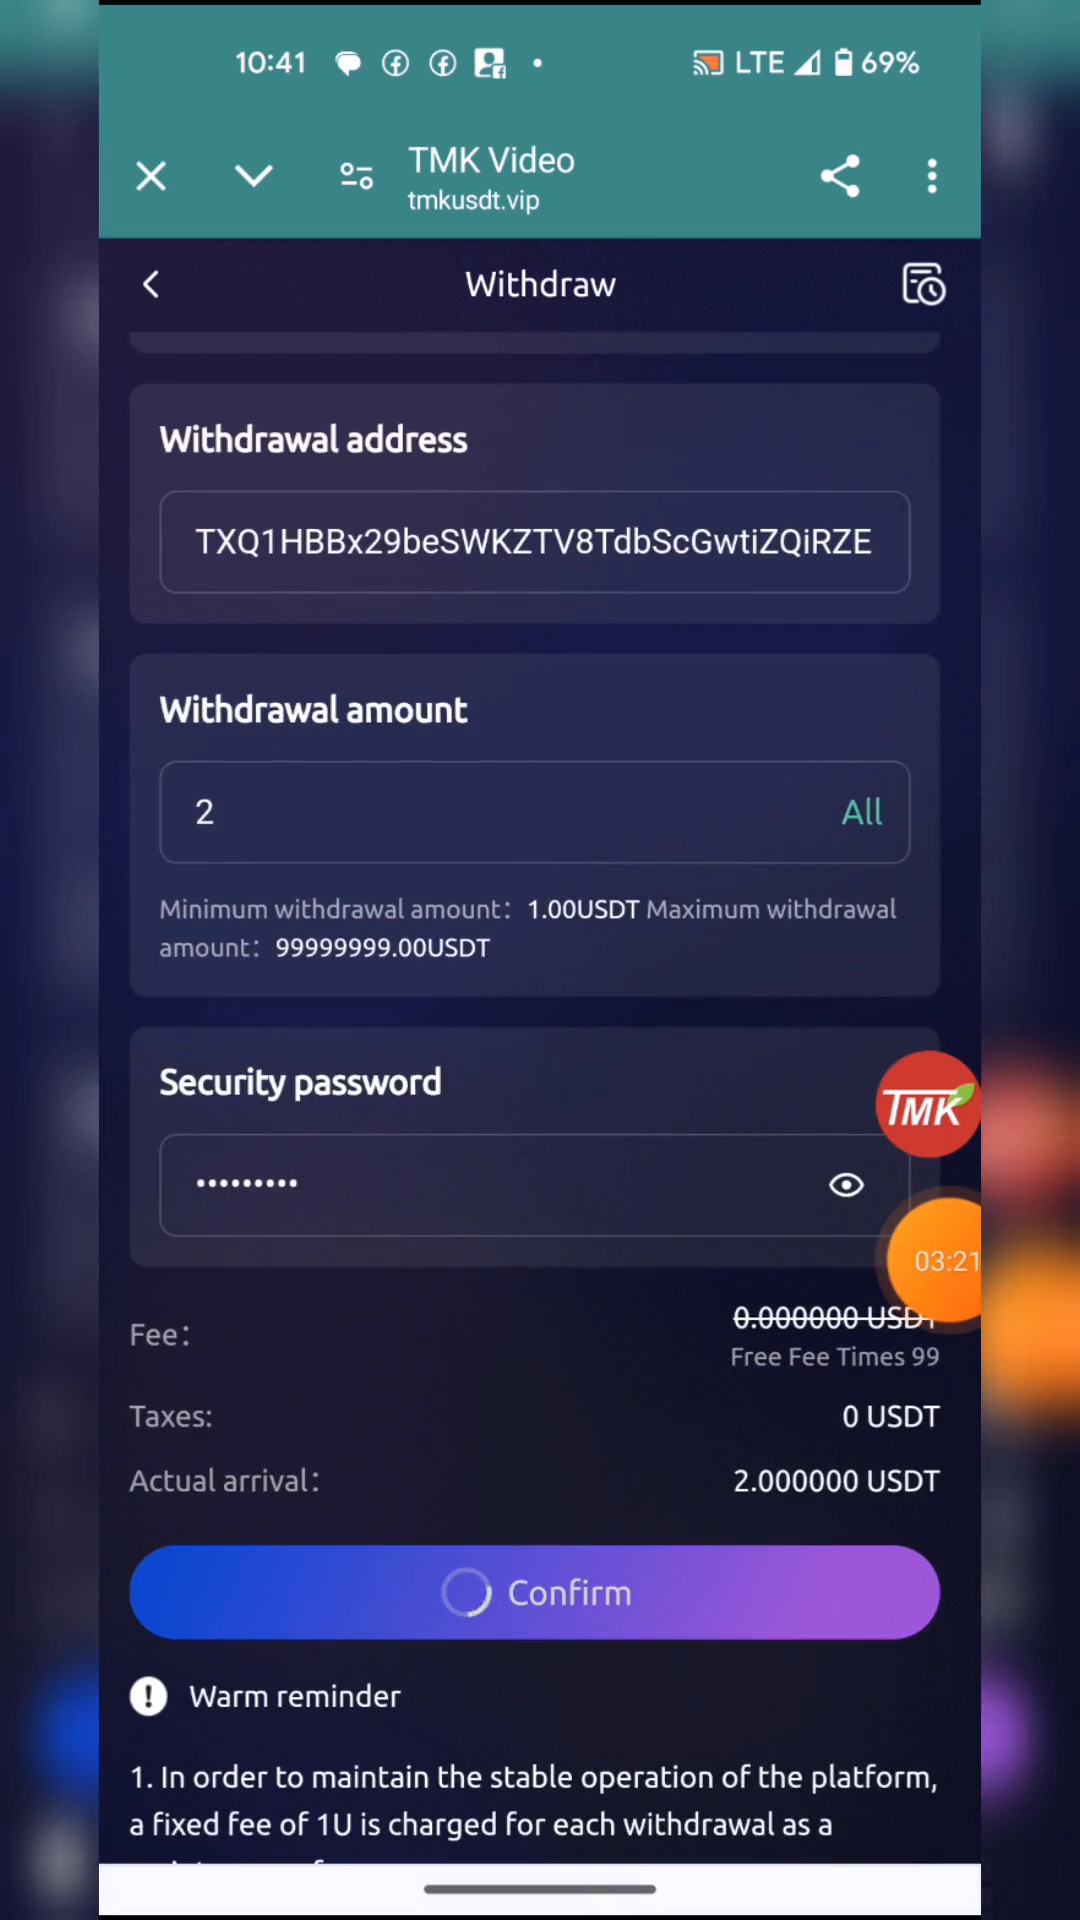 10:41 LTE 69%
TMK Video
tmkusdt.vip
Withdraw
Withdrawal address
TXQ1HBBx29beSWKZTV8TdbScGwtiZQiRZE
Withdrawal amount
2 All
Minimum withdrawal amount: 1.00USDT Maximum withdrawal
amount: 99999999.00USDT
Security password
•••••••••
TMK
03:21
Fee: 0.000000 USDT
Free Fee Times 99
Taxes: 0 USDT
Actual arrival: 2.000000 USDT
Confirm
Warm reminder
1. In order to maintain the stable operation of the platform,
a fixed fee of 1U is charged for each withdrawal as a